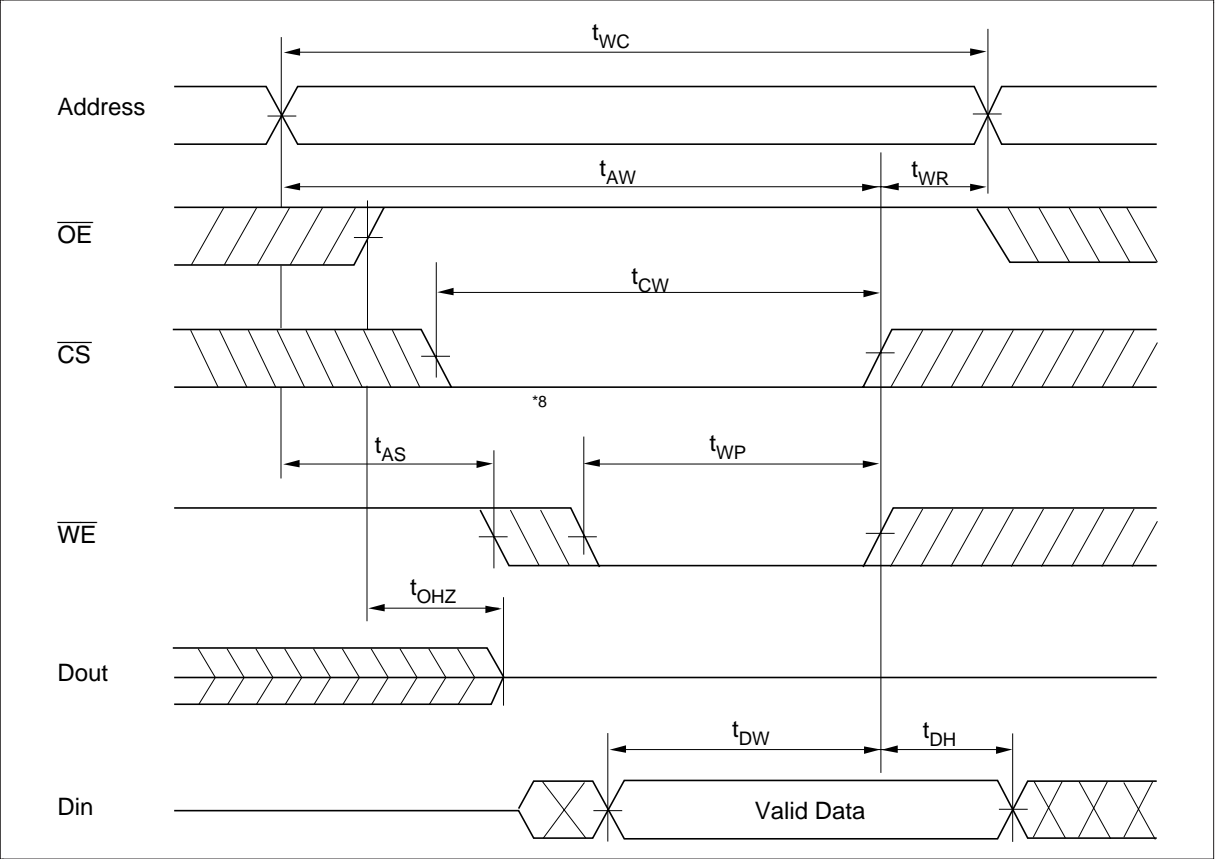 tWC
Address
tAW
tWR
OE
tCW
CS
*8
tAS
tWP
WE
tOHZ
Dout
tDW
tDH
Din
Valid Data